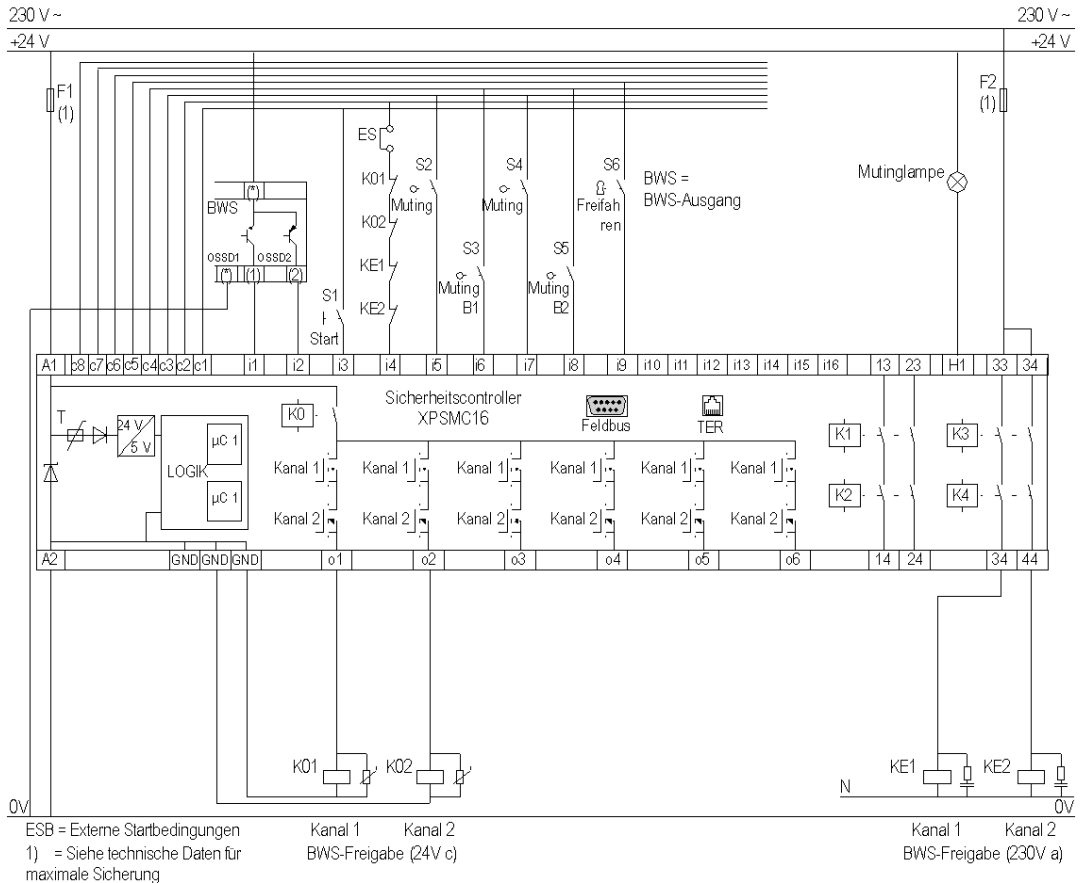 230 V~ 230 V~
+24 V +24 V
F1
(1)
F2
(1)
ES
S2
S4
S6
BWS =
BWS-Ausgang
Mutinglampe
(*)
K01
Muting
Muting
Freifah
ren
BWS
K02
S3
S5
OSSD1 OSSD2
KE1
Muting
B1
Muting
B2
(*) (1) (2)
S1
Start
KE2
A1 c8 c7 c6 c5 c4 c3 c2 c1 i1 i2 i3 i4 i5 i6 i7 i8 i9 i10 i11 i12 i13 i14 i15 i16 13 23 H1 33 34
Sicherheitscontroller
XPSMC16
K0
Feldbus
TER
T
24 V
5 V
LOGIK
µC 1
µC 1
K1
K3
Kanal 1 Kanal 1 Kanal 1 Kanal 1 Kanal 1 Kanal 1
K2
K4
Kanal 2 Kanal 2 Kanal 2 Kanal 2 Kanal 2 Kanal 2
A2 GND GND GND o1 o2 o3 o4 o5 o6 14 24 34 44
K01
K02
KE1
KE2
N
0V 0V
ESB = Externe Startbedingungen
1) = Siehe technische Daten für
maximale Sicherung
Kanal 1 Kanal 2
BWS-Freigabe (24V c)
Kanal 1 Kanal 2
BWS-Freigabe (230V a)